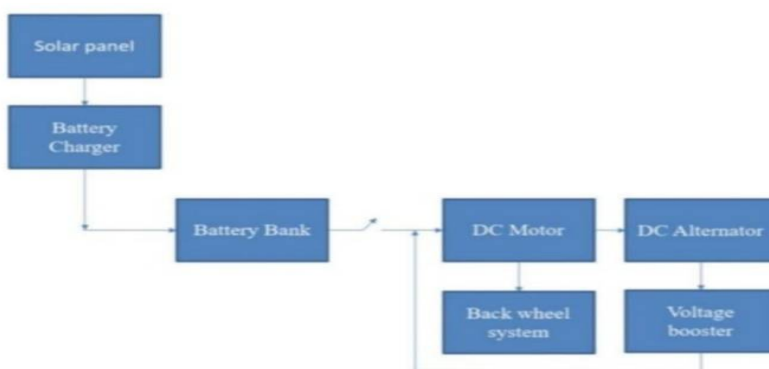 Solar panel
Battery
Charger
Battery Bank
DC Motor
DC Alternator
Back wheel
system
Voltage
booster